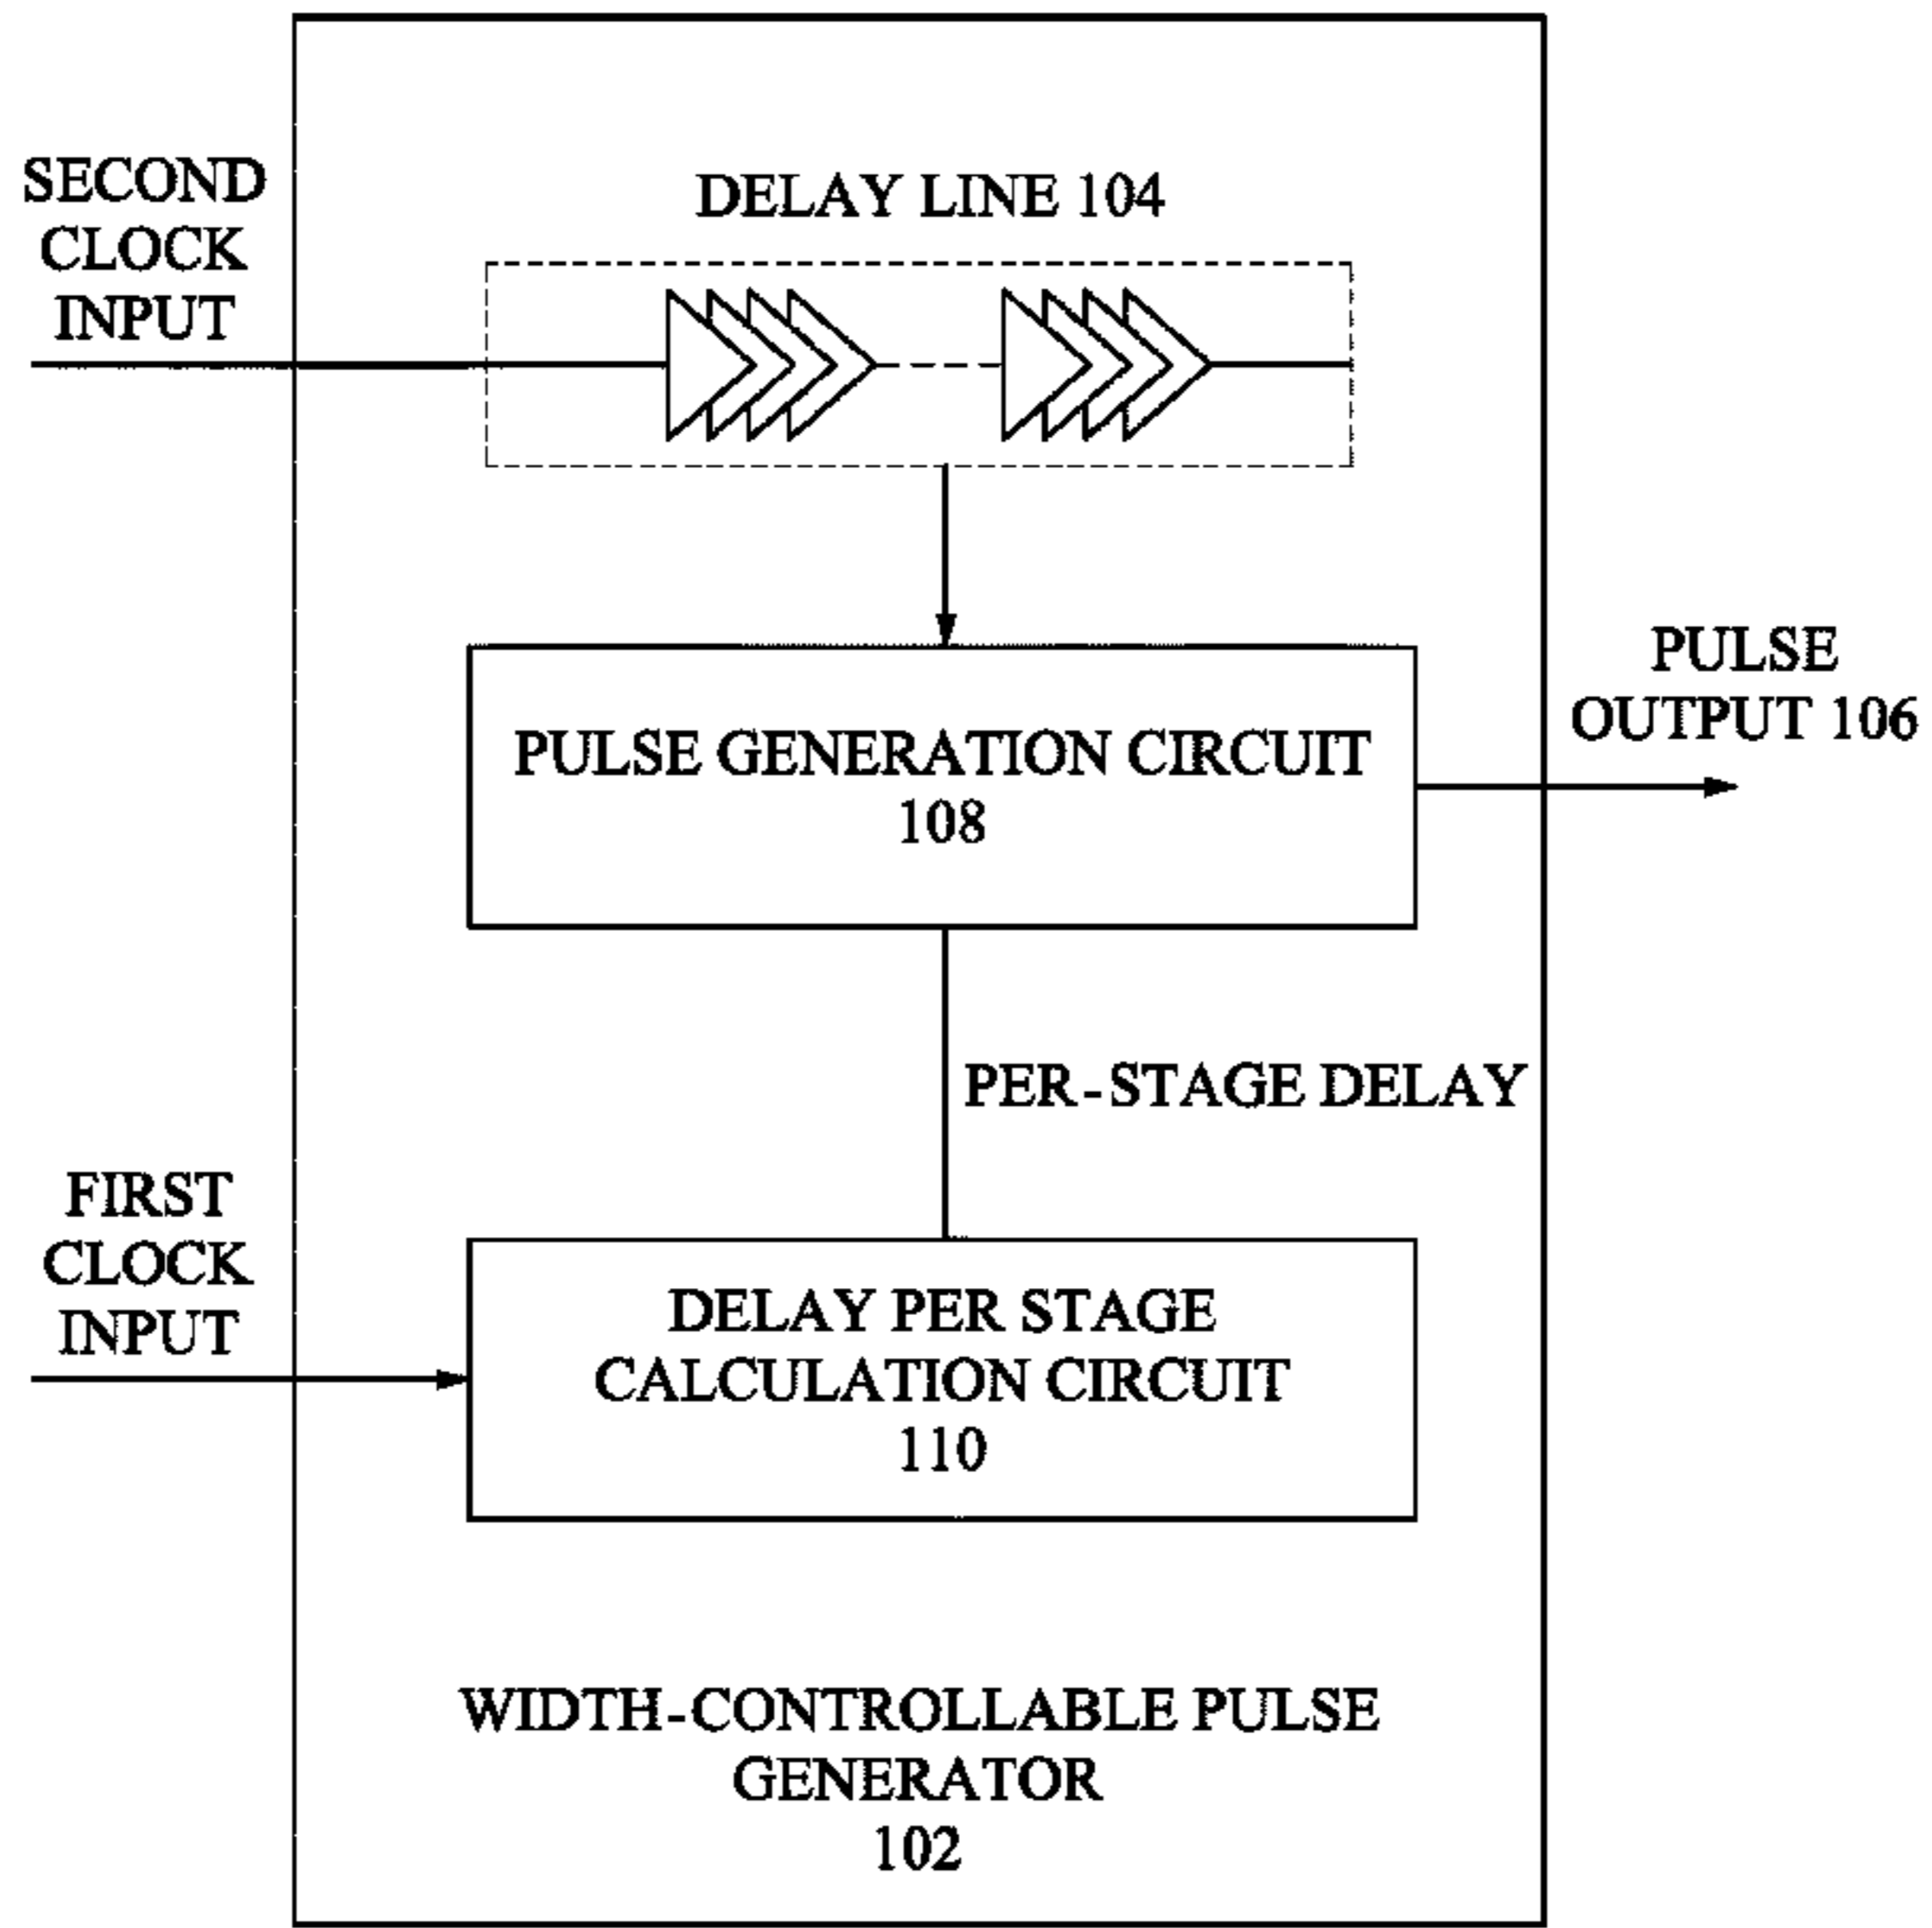 SECOND
CLOCK
INPUT
DELAY LINE 104
PULSE GENERATION CIRCUIT
108
PULSE
OUTPUT 106
PER-STAGE DELAY
FIRST
CLOCK
INPUT
DELAY PER STAGE
CALCULATION CIRCUIT
110
WIDTH-CONTROLLABLE PULSE
GENERATOR
102